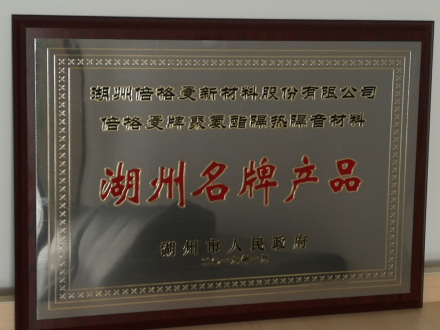 湖州倍格曼新材料股份有限公司
倍格曼牌聚氨酯隔热隔音材料
湖州名牌产品
湖州市人民政府